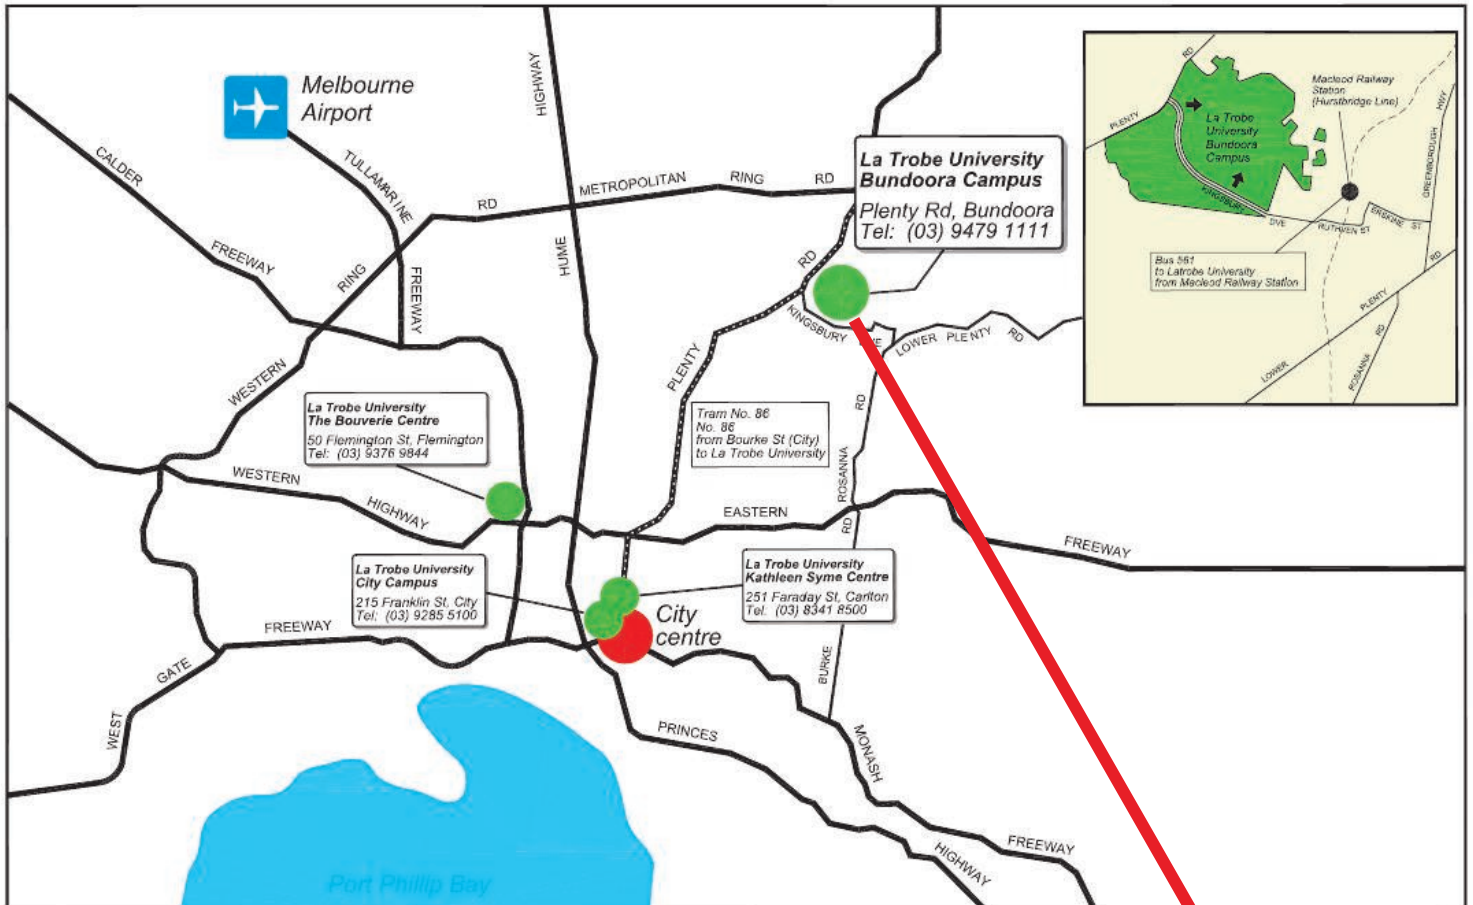 Melbourne
Airport
CALDER
FREEWAY
TULLAMARINE
FREEWAY
HIGHWAY
HUME
WESTERN
RING
RD
METROPOLITAN
RING
RD
La Trobe University
Bundoora Campus
Plenty Rd, Bundoora
Tel: (03) 9479 1111
RD
PLENTY
KINGSBURY
LOWER PLENTY RD
La Trobe University
The Bouverie Centre
50 Flemington St, Flemington
Tel: (03) 9376 9844
Tram No. 86
No. 86
from Bourke St (City)
to La Trobe University
RD
ROSANNA
WESTERN
HIGHWAY
EASTERN
FREEWAY
RD
BURKE
La Trobe University
City Campus
215 Franklin St, City
Tel: (03) 9285 5100
La Trobe University
Kathleen Syme Centre
251 Faraday St, Carlton
Tel. (03) 8341 8500
City
centre
FREEWAY
GATE
WEST
PRINCES
HIGHWAY
MONASH
FREEWAY
Port Phillip Bay
RD
PLENTY
La Trobe
University
Bundoora
Campus
KINGSBURY
DVE
Macleod Railway
Station
(Hurstbridge Line)
HWY
GREENBOROUGH
RUTHVEN ST
ERSKINE ST
Bus 561
to Latrobe University
from Macleod Railway Station
RD
PLENTY
LOWER
RD
ROSANNA